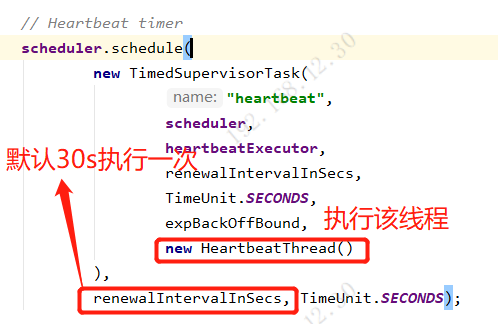 // Heartbeat timer
scheduler.schedule(
new TimedSupervisorTask(
name: "heartbeat",
scheduler,
heartbeatExecutor,
默认30s执行一次
renewalIntervalInSecs,
TimeUnit.SECONDS,
expBackOffBound,
执行该线程
new HeartbeatThread()
),
renewalIntervalInSecs, TimeUnit.SECONDS);